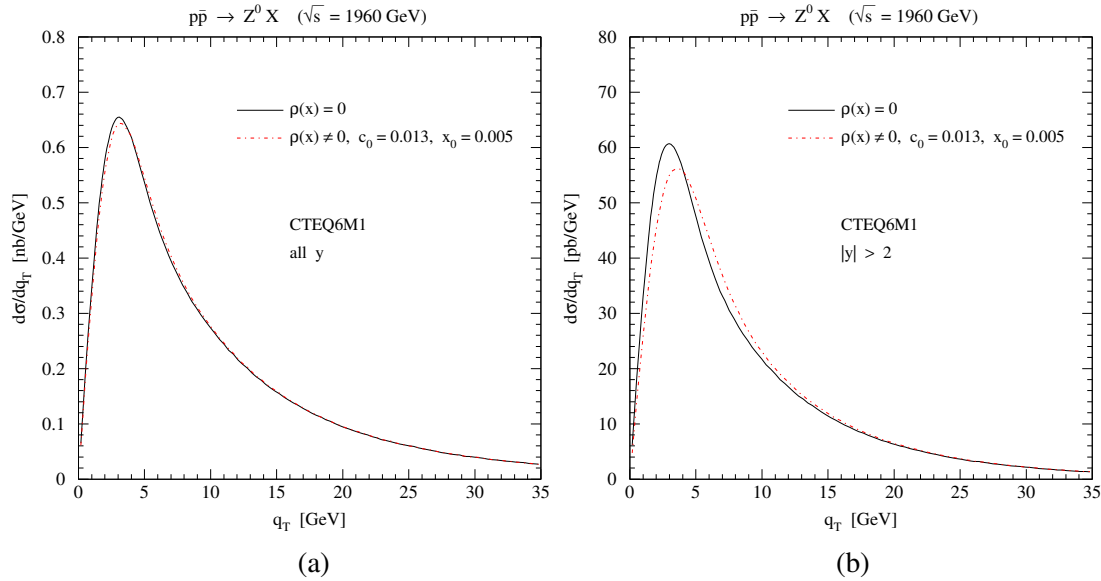 pp̄ → Z⁰ X (√s = 1960 GeV)
0.8
0.7
0.6
0.5
0.4
0.3
0.2
0.1
0
dσ/dq_T [nb/GeV]
ρ(x) = 0
ρ(x) ≠ 0, c₀ = 0.013, x₀ = 0.005
CTEQ6M1
all y
0 5 10 15 20 25 30 35
q_T [GeV]
(a)
pp̄ → Z⁰ X (√s = 1960 GeV)
80
70
60
50
40
30
20
10
0
dσ/dq_T [pb/GeV]
ρ(x) = 0
ρ(x) ≠ 0, c₀ = 0.013, x₀ = 0.005
CTEQ6M1
|y| > 2
0 5 10 15 20 25 30 35
q_T [GeV]
(b)